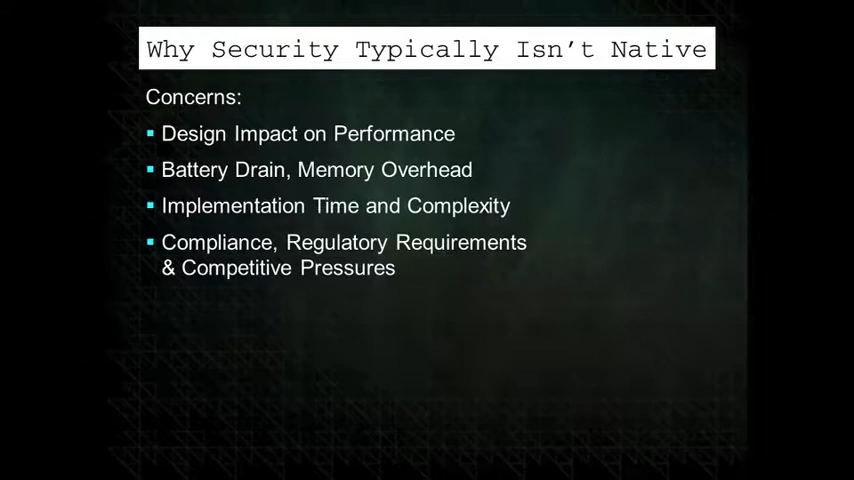 Why Security Typically Isn’t Native
Concerns:
Design Impact on Performance
Battery Drain, Memory Overhead
Implementation Time and Complexity
Compliance, Regulatory Requirements
& Competitive Pressures